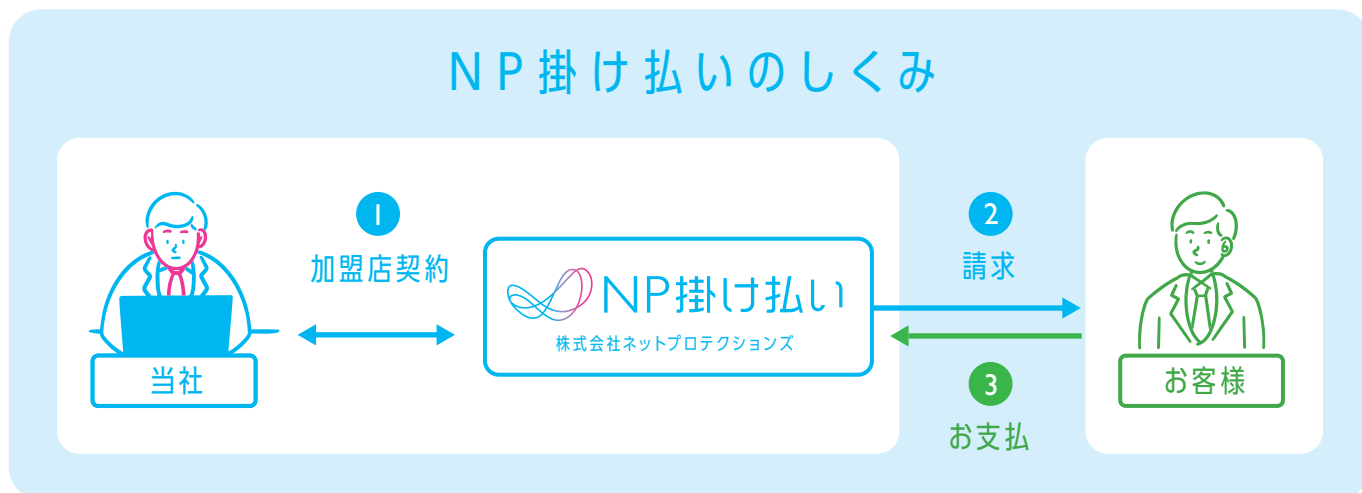 NP掛け払いのしくみ
1
加盟店契約
NP掛け払い
株式会社ネットプロテクションズ
当社
2
請求
3
お支払
お客様